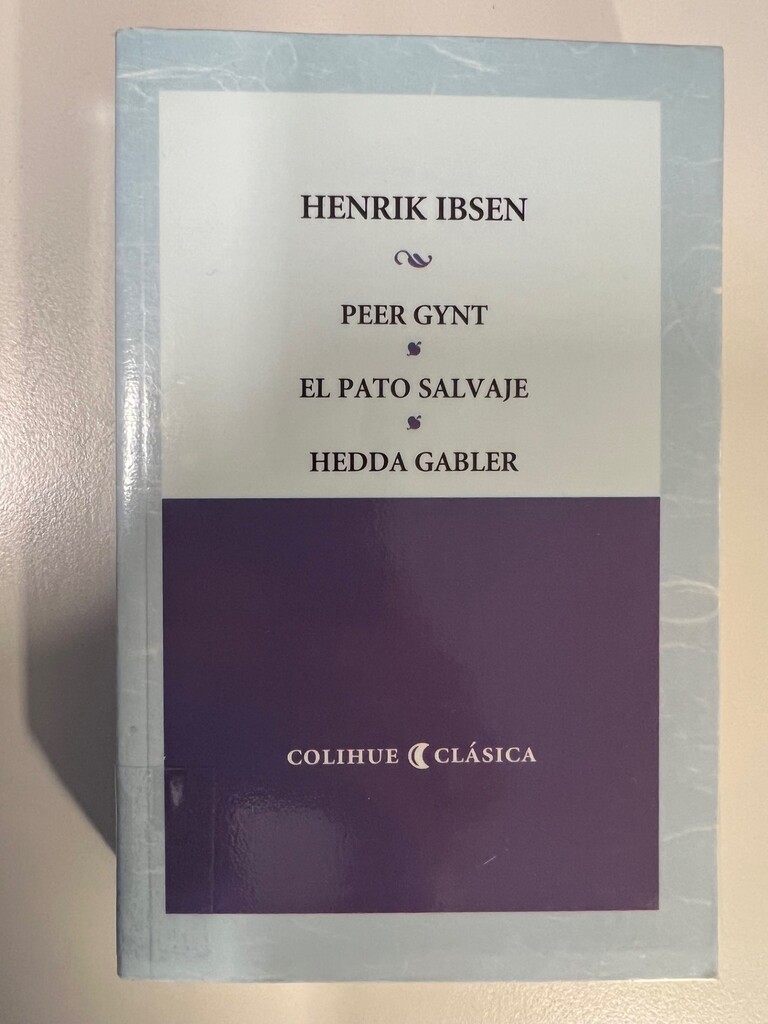 HENRIK IBSEN
PEER GYNT
EL PATO SALVAJE
HEDDA GABLER
COLIHUE CLÁSICA